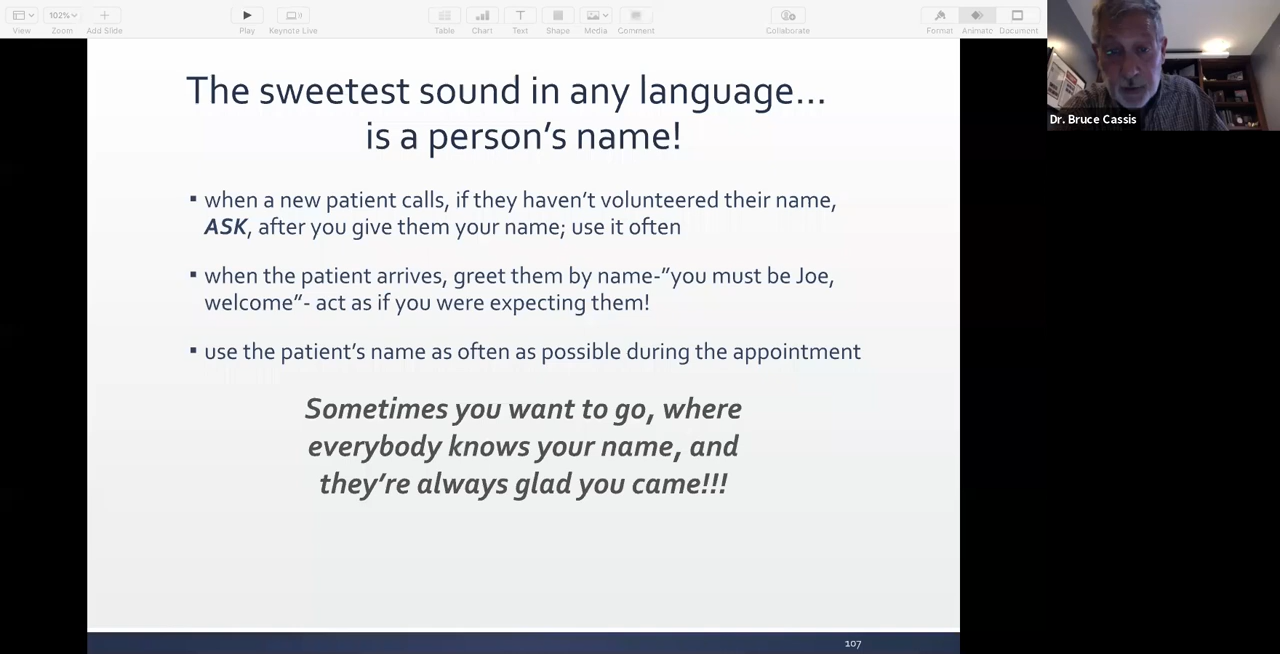 102%
View
Zoom
Add Slide
Play
Keynote Live
Table
Chart
Text
Shape
Media
Comment
Collaborate
Format
Animate
Document
Dr. Bruce Cassis
The sweetest sound in any language...
is a person's name!
▪ when a new patient calls, if they haven't volunteered their name,
ASK, after you give them your name; use it often
▪ when the patient arrives, greet them by name-"you must be Joe,
welcome"- act as if you were expecting them!
▪ use the patient's name as often as possible during the appointment
Sometimes you want to go, where
everybody knows your name, and
they're always glad you came!!!
107